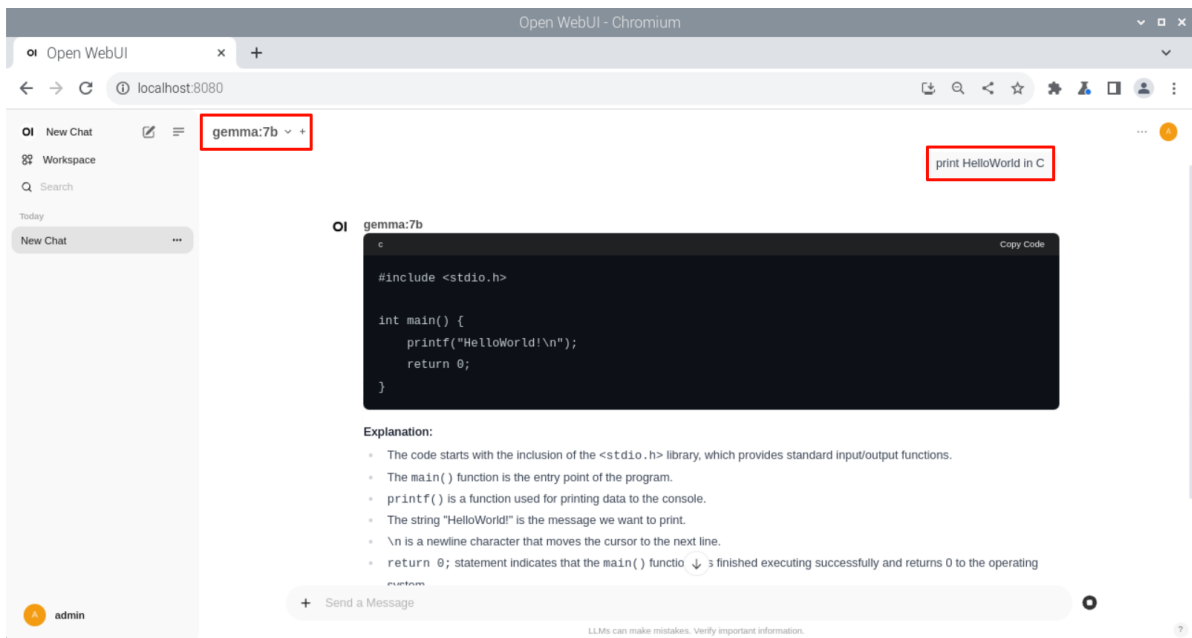 Open WebUI - Chromium
OI Open WebUI
localhost:8080
OI New Chat
gemma:7b
Workspace
Search
Today
New Chat
print HelloWorld in C
OI gemma:7b
c Copy Code
#include <stdio.h>
int main() {
    printf("HelloWorld!\n");
    return 0;
}
Explanation:
The code starts with the inclusion of the <stdio.h> library, which provides standard input/output functions.
The main() function is the entry point of the program.
printf() is a function used for printing data to the console.
The string "HelloWorld!" is the message we want to print.
\n is a newline character that moves the cursor to the next line.
return 0; statement indicates that the main() functio s finished executing successfully and returns 0 to the operating
system
A admin
Send a Message
LLMs can make mistakes. Verify important information.
A
?